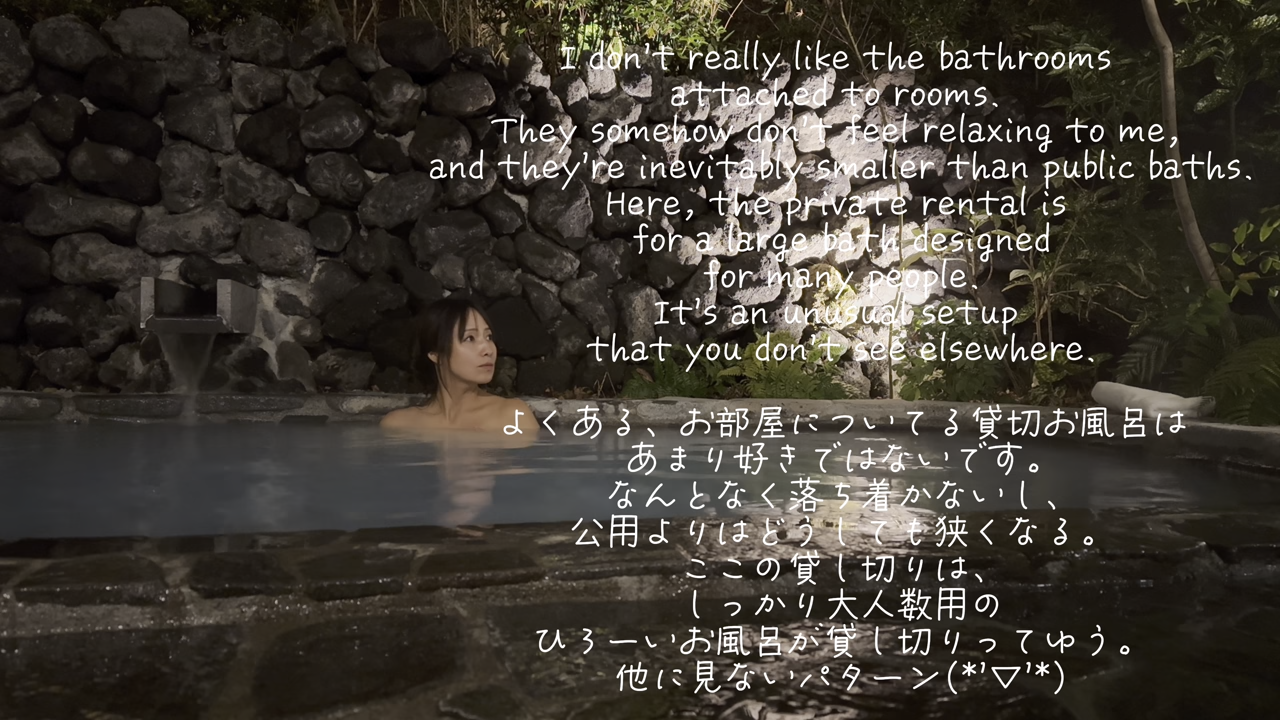 I don't really like the bathrooms
attached to rooms.
They somehow don't feel relaxing to me,
and they're inevitably smaller than public baths.
Here, the private rental is
for a large bath designed
for many people.
It's an unusual setup
that you don't see elsewhere.
よくある、お部屋についてる貸切お風呂は
あまり好きではないです。
なんとなく落ち着かないし、
公用よりはどうしても狭くなる。
ここの貸し切りは、
しっかり大人数用の
ひろーいお風呂が貸し切りってゆう。
他に見ないパターン(*'▽'*)